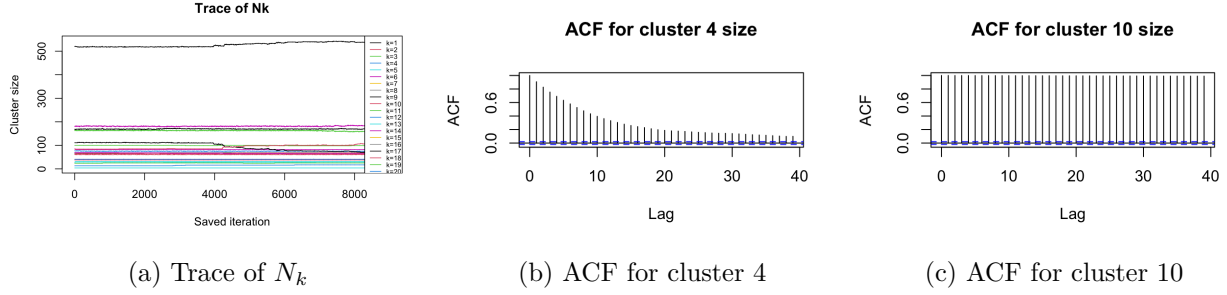 Trace of Nk
Cluster size
0
100
300
500
0
2000
4000
6000
8000
Saved iteration
k=1
k=2
k=3
k=4
k=5
k=6
k=7
k=8
k=9
k=10
k=11
k=12
k=13
k=14
k=15
k=16
k=17
k=18
k=19
k=20
(a) Trace of N_k
ACF for cluster 4 size
ACF
0.0
0.6
0
10
20
30
40
Lag
(b) ACF for cluster 4
ACF for cluster 10 size
ACF
0.0
0.6
0
10
20
30
40
Lag
(c) ACF for cluster 10